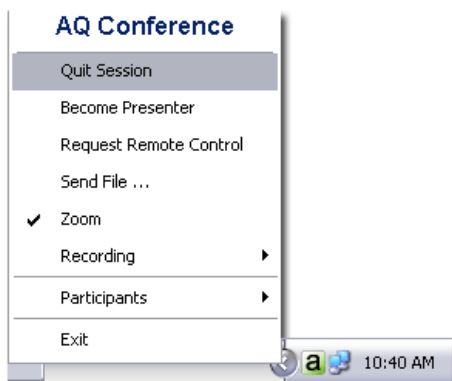 AQ Conference
Quit Session
Become Presenter
Request Remote Control
Send File ...
Zoom
Recording
Participants
Exit
a 10:40 AM